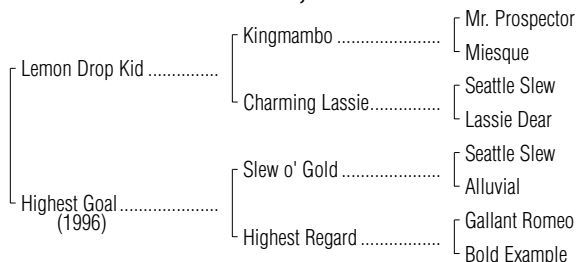 Mr. Prospector
Kingmambo .....................
Miesque
Lemon Drop Kid ..............
Seattle Slew
Charming Lassie..............
Lassie Dear
Seattle Slew
Slew o' Gold ....................
Alluvial
Highest Goal....................
(1996)
Gallant Romeo
Highest Regard ................
Bold Example